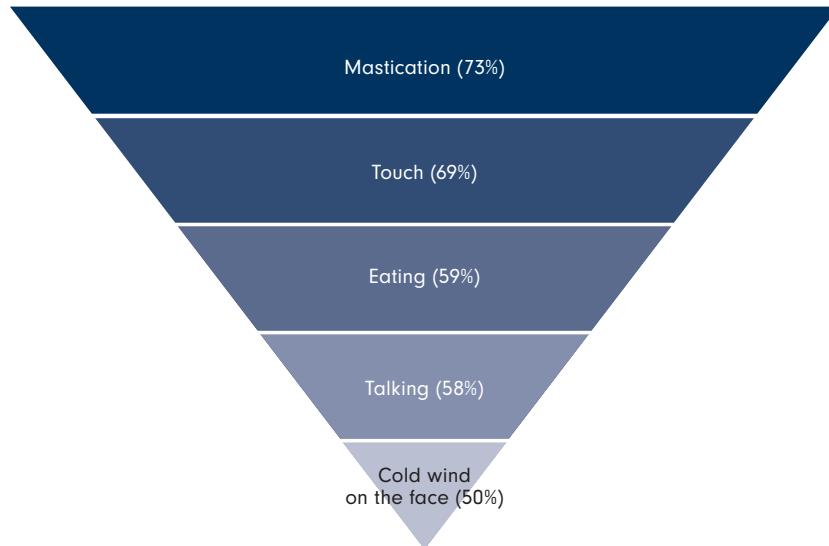 Mastication (73%)
Touch (69%)
Eating (59%)
Talking (58%)
Cold wind
on the face (50%)